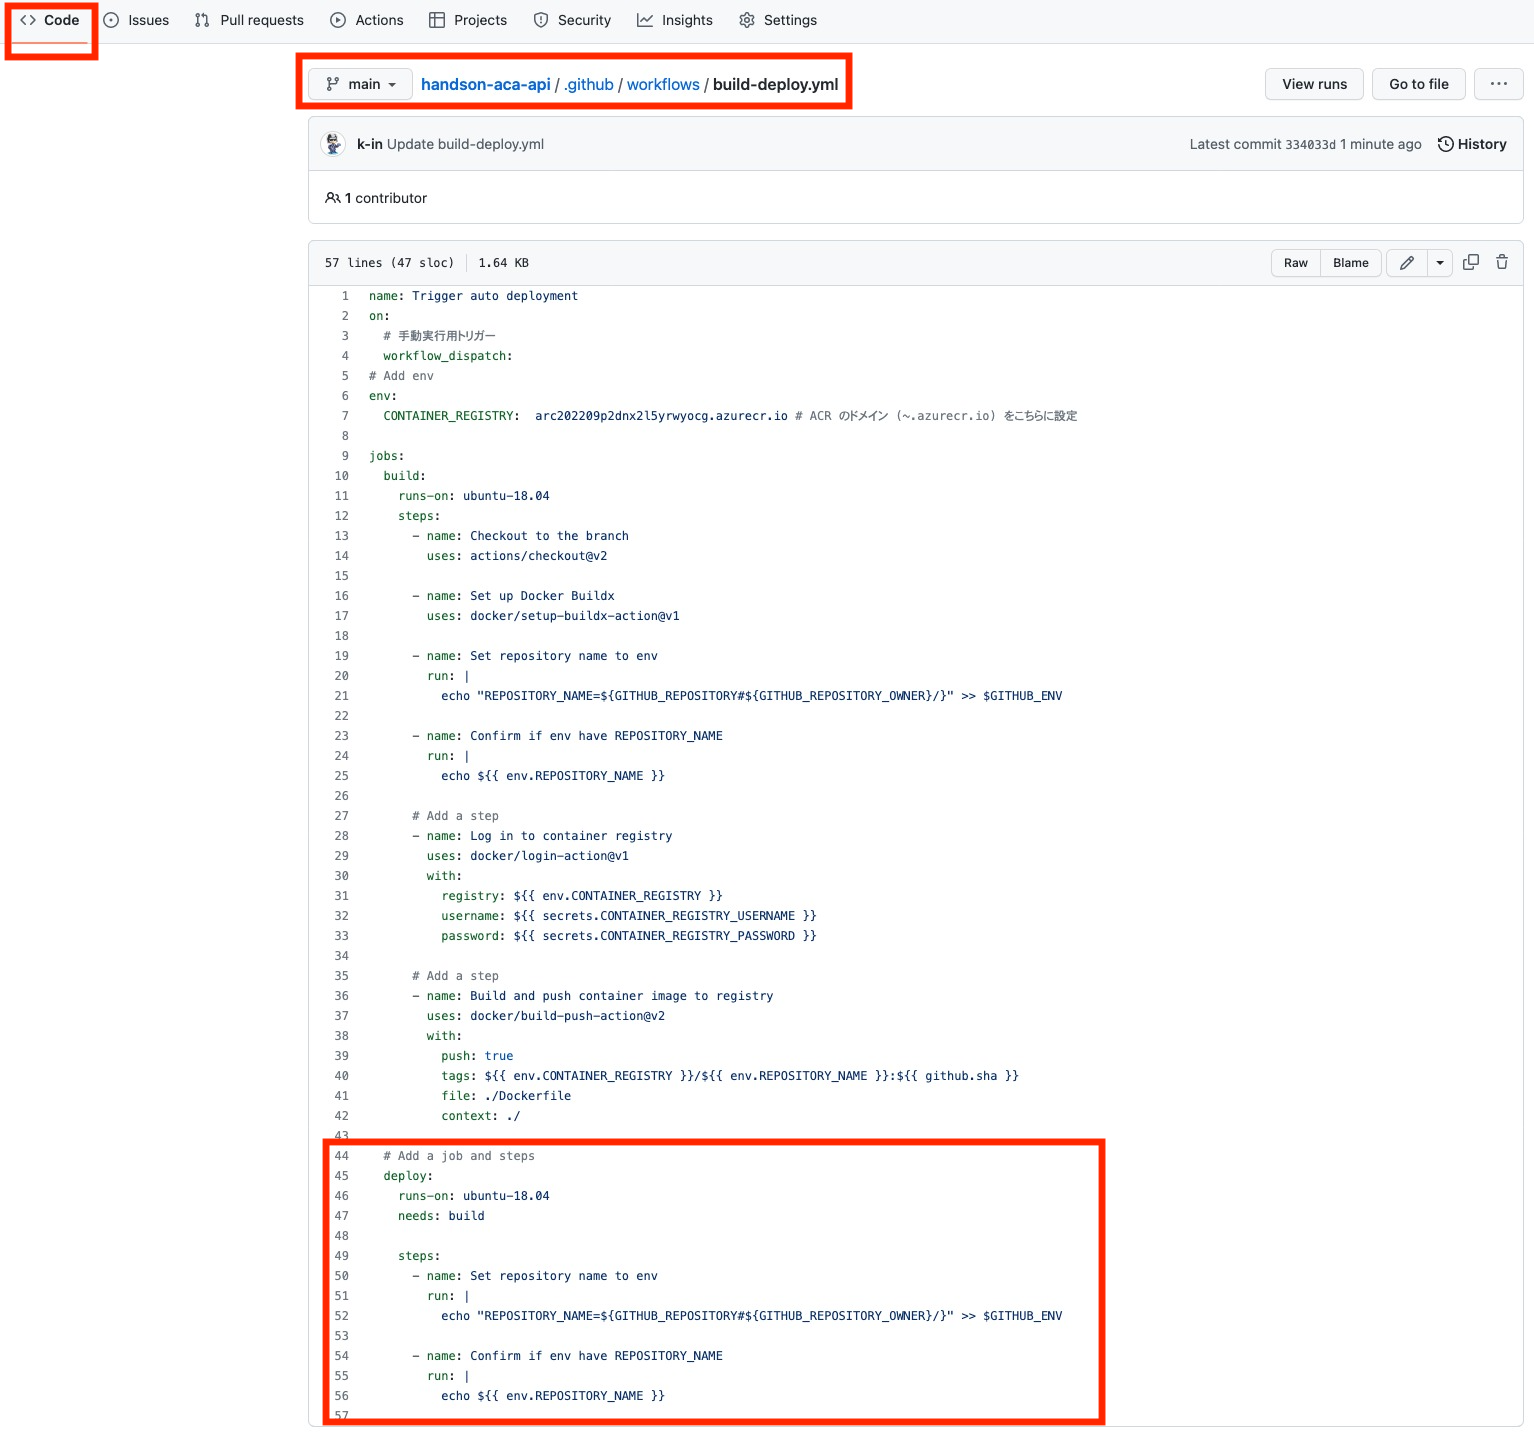 Code Issues Pull requests Actions Projects Security Insights Settings
main handson-aca-api / .github / workflows / build-deploy.yml View runs Go to file ...
k-in Update build-deploy.yml Latest commit 334033d 1 minute ago History
1 contributor
57 lines (47 sloc) 1.64 KB Raw Blame
1 name: Trigger auto deployment
2 on:
3   # 手動実行用トリガー
4   workflow_dispatch:
5 # Add env
6 env:
7   CONTAINER_REGISTRY:  arc202209p2dnx2l5yrwyocg.azurecr.io # ACR のドメイン (~.azurecr.io) をこちらに設定
8
9 jobs:
10   build:
11     runs-on: ubuntu-18.04
12     steps:
13       - name: Checkout to the branch
14         uses: actions/checkout@v2
15
16       - name: Set up Docker Buildx
17         uses: docker/setup-buildx-action@v1
18
19       - name: Set repository name to env
20         run: |
21           echo "REPOSITORY_NAME=${GITHUB_REPOSITORY#${GITHUB_REPOSITORY_OWNER}/}" >> $GITHUB_ENV
22
23       - name: Confirm if env have REPOSITORY_NAME
24         run: |
25           echo ${{ env.REPOSITORY_NAME }}
26
27       # Add a step
28       - name: Log in to container registry
29         uses: docker/login-action@v1
30         with:
31           registry: ${{ env.CONTAINER_REGISTRY }}
32           username: ${{ secrets.CONTAINER_REGISTRY_USERNAME }}
33           password: ${{ secrets.CONTAINER_REGISTRY_PASSWORD }}
34
35       # Add a step
36       - name: Build and push container image to registry
37         uses: docker/build-push-action@v2
38         with:
39           push: true
40           tags: ${{ env.CONTAINER_REGISTRY }}/${{ env.REPOSITORY_NAME }}:${{ github.sha }}
41           file: ./Dockerfile
42           context: ./
43
44   # Add a job and steps
45   deploy:
46     runs-on: ubuntu-18.04
47     needs: build
48
49     steps:
50       - name: Set repository name to env
51         run: |
52           echo "REPOSITORY_NAME=${GITHUB_REPOSITORY#${GITHUB_REPOSITORY_OWNER}/}" >> $GITHUB_ENV
53
54       - name: Confirm if env have REPOSITORY_NAME
55         run: |
56           echo ${{ env.REPOSITORY_NAME }}
57